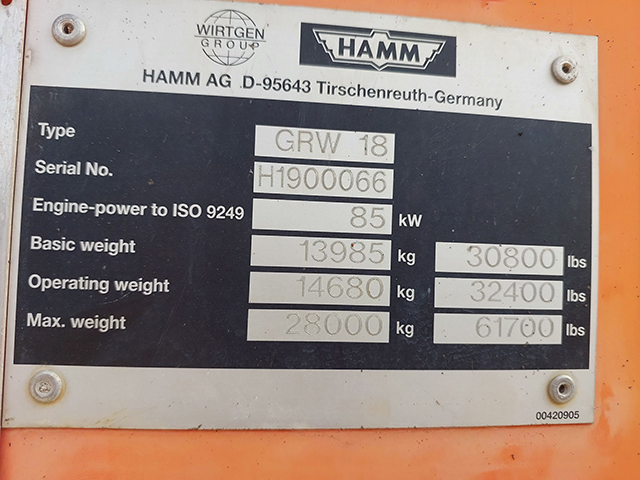 WIRTGEN
GROUP
HAMM
HAMM AG D-95643 Tirschenreuth-Germany
Type GRW 18
Serial No. H1900066
Engine-power to ISO 9249 85 kW
Basic weight 13985 kg 30800 lbs
Operating weight 14680 kg 32400 lbs
Max. weight 28000 kg 61700 lbs
00420905